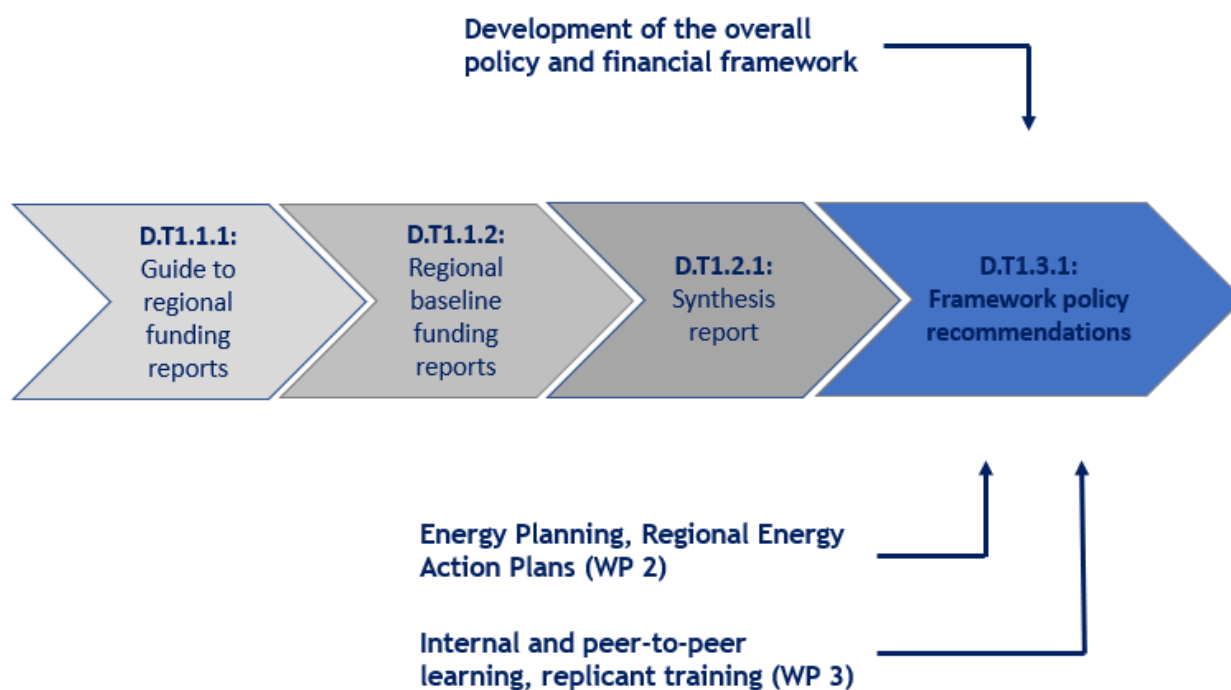 Development of the overall
policy and financial framework
D.T1.1.1:
Guide to
regional
funding
reports
D.T1.1.2:
Regional
baseline
funding
reports
D.T1.2.1:
Synthesis
report
D.T1.3.1:
Framework policy
recommendations
Energy Planning, Regional Energy
Action Plans (WP 2)
Internal and peer-to-peer
learning, replicant training (WP 3)